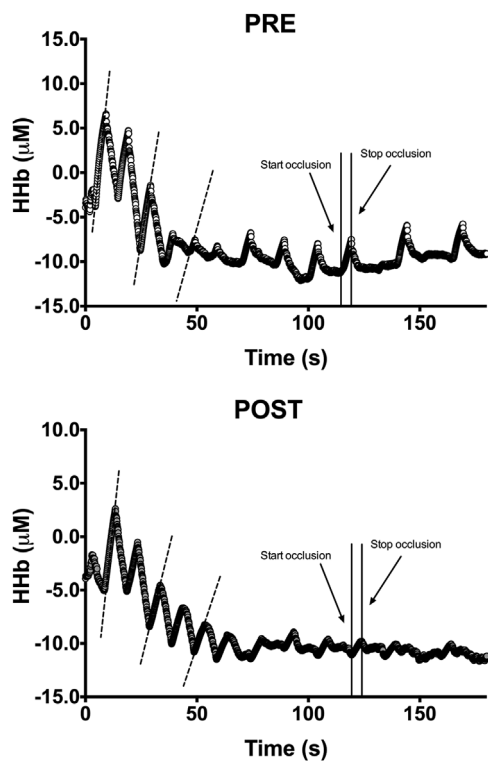 PRE
15.0
10.0
5.0
0.0
-5.0
-10.0
-15.0
HHb (µM)
Start occlusion
Stop occlusion
0
50
100
150
Time (s)
POST
10.0
5.0
0.0
-5.0
-10.0
-15.0
HHb (µM)
Start occlusion
Stop occlusion
0
50
100
150
Time (s)